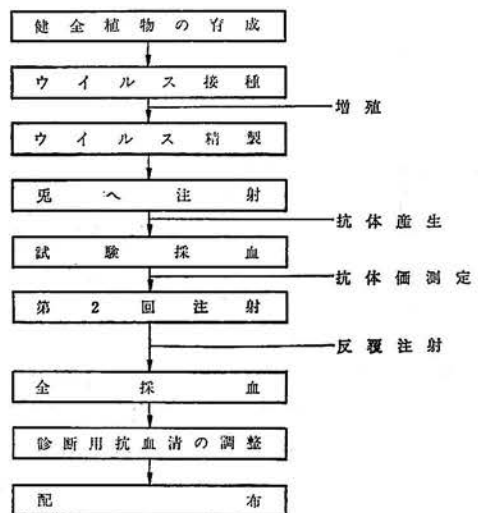 健全植物の育成
ウイルス接種
増殖
ウイルス精製
兎へ注射
抗体産生
試験採血
抗体価測定
第2回注射
反覆注射
全採血
診断用抗血清の調整
配布